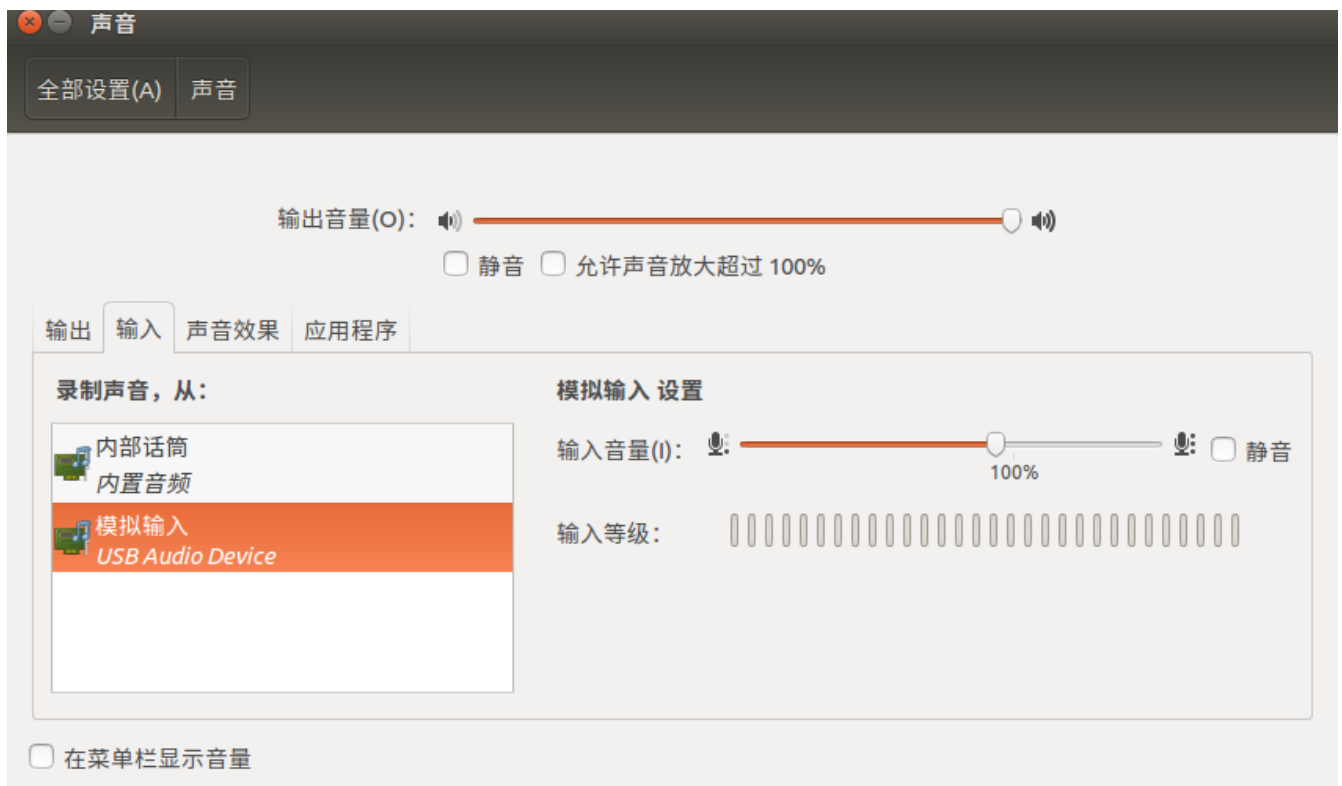 声音
全部设置(A) 声音
输出音量(O):
静音 允许声音放大超过 100%
输出 输入 声音效果 应用程序
录制声音，从:
模拟输入 设置
内部话筒
内置音频
输入音量(I): 静音
100%
模拟输入
USB Audio Device
输入等级:
在菜单栏显示音量